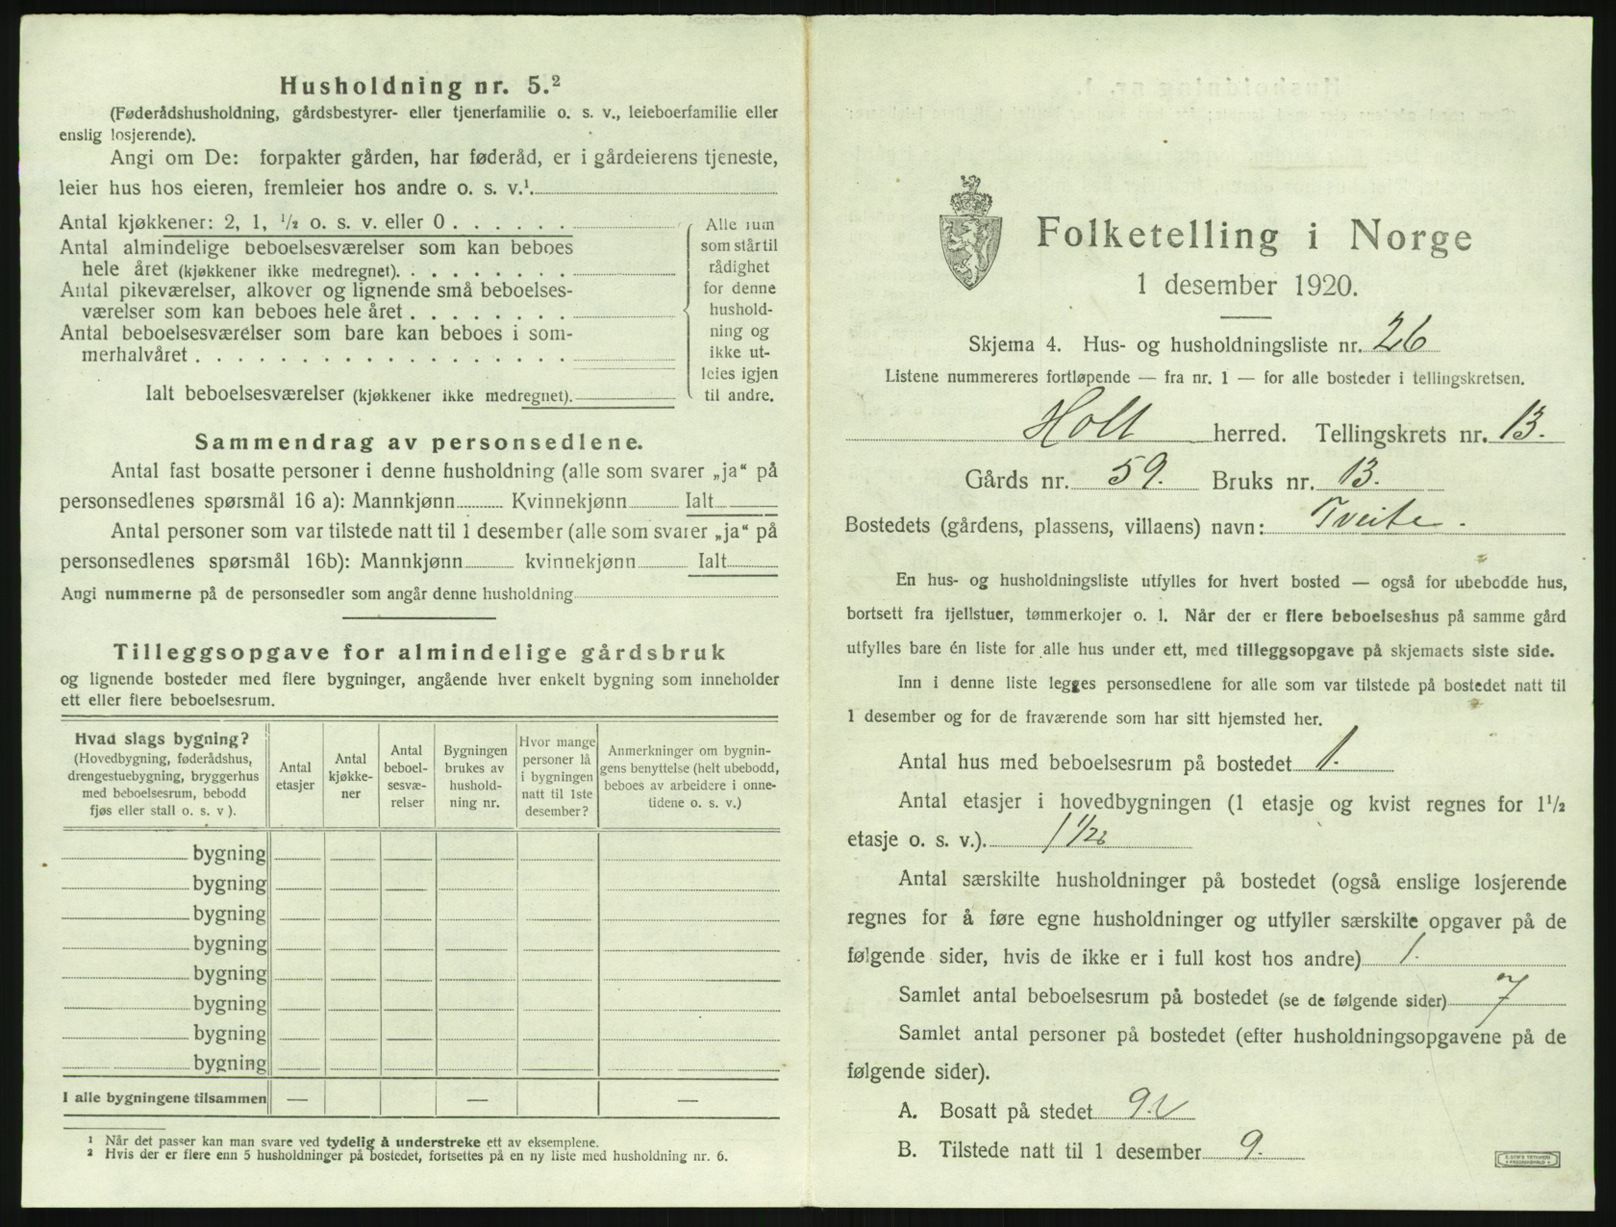 Husholdning nr. 5.²
(Føderådshusholdning, gårdsbestyrer- eller tjenerfamilie o. s. v., leieboerfamilie eller
enslig losjerende).
Angi om De: forpakter gården, har føderåd, er i gårdeierens tjeneste,
leier hus hos eieren, fremleier hos andre o. s. v.¹
Antal kjøkkener: 2, 1, ½ o. s. v. eller 0
Antal almindelige beboelsesværelser som kan beboes
hele året (kjøkkener ikke medregnet).
Antal pikeværelser, alkover og lignende små beboelses-
værelser som kan beboes hele året
Antal beboelsesværelser som bare kan beboes i som-
merhalvåret
Ialt beboelsesværelser (kjøkkener ikke medregnet).
Alle rum
som står til
rådighet
for denne
hushold-
ning og
ikke ut-
leies igjen
til andre.
Sammendrag av personsedlene.
Antal fast bosatte personer i denne husholdning (alle som svarer „ja“ på
personsedlenes spørsmål 16 a): Mannkjønn Kvinnekjønn Ialt
Antal personer som var tilstede natt til 1 desember (alle som svarer „ja“ på
personsedlenes spørsmål 16b): Mannkjønn kvinnekjønn Ialt
Angi nummerne på de personsedler som angår denne husholdning
Tilleggsopgave for almindelige gårdsbruk
og lignende bosteder med flere bygninger, angående hver enkelt bygning som inneholder
ett eller flere beboelsesrum.
Hvad slags bygning?
(Hovedbygning, føderådshus,
drengestuebygning, bryggerhus
med beboelsesrum, bebodd
fjøs eller stall o. s. v ).
Antal
etasjer
Antal
kjøkke-
ner
Antal
beboel-
sesvæ-
relser
Bygningen
brukes av
hushold-
ning nr.
Hvor mange
personer lå
i bygningen
natt til 1ste
desember?
Anmerkninger om bygnin-
gens benyttelse (helt ubebodd,
beboes av arbeidere i onne-
tidene o. s. v.)
bygning
bygning
bygning
bygning
bygning
bygning
bygning
bygning
I alle bygningene tilsammen — — —
¹ Når det passer kan man svare ved tydelig å understreke ett av eksemplene.
² Hvis der er flere enn 5 husholdninger på bostedet, fortsettes på en ny liste med husholdning nr. 6.
Folketelling i Norge
1 desember 1920.
Skjema 4. Hus- og husholdningsliste nr. 26
Listene nummereres fortløpende — fra nr. 1 — for alle bosteder i tellingskretsen.
Holt herred. Tellingskrets nr. 13.
Gårds nr. 59. Bruks nr. 13.
Bostedets (gårdens, plassens, villaens) navn: Tveite.
En hus- og husholdningsliste utfylles for hvert bosted — også for ubebodde hus,
bortsett fra fjellstuer, tømmerkojer o. l. Når der er flere beboelseshus på samme gård
utfylles bare én liste for alle hus under ett, med tilleggsopgave på skjemaets siste side.
Inn i denne liste legges personsedlene for alle som var tilstede på bostedet natt til
1 desember og for de fraværende som har sitt hjemsted her.
Antal hus med beboelsesrum på bostedet 1.
Antal etasjer i hovedbygningen (1 etasje og kvist regnes for 1½
etasje o. s. v.). 1 1/2
Antal særskilte husholdninger på bostedet (også enslige losjerende
regnes for å føre egne husholdninger og utfyller særskilte opgaver på de
følgende sider, hvis de ikke er i full kost hos andre) 1.
Samlet antal beboelsesrum på bostedet (se de følgende sider) 7
Samlet antal personer på bostedet (efter husholdningsopgavene på de
følgende sider).
A. Bosatt på stedet 9.
B. Tilstede natt til 1 desember 9.